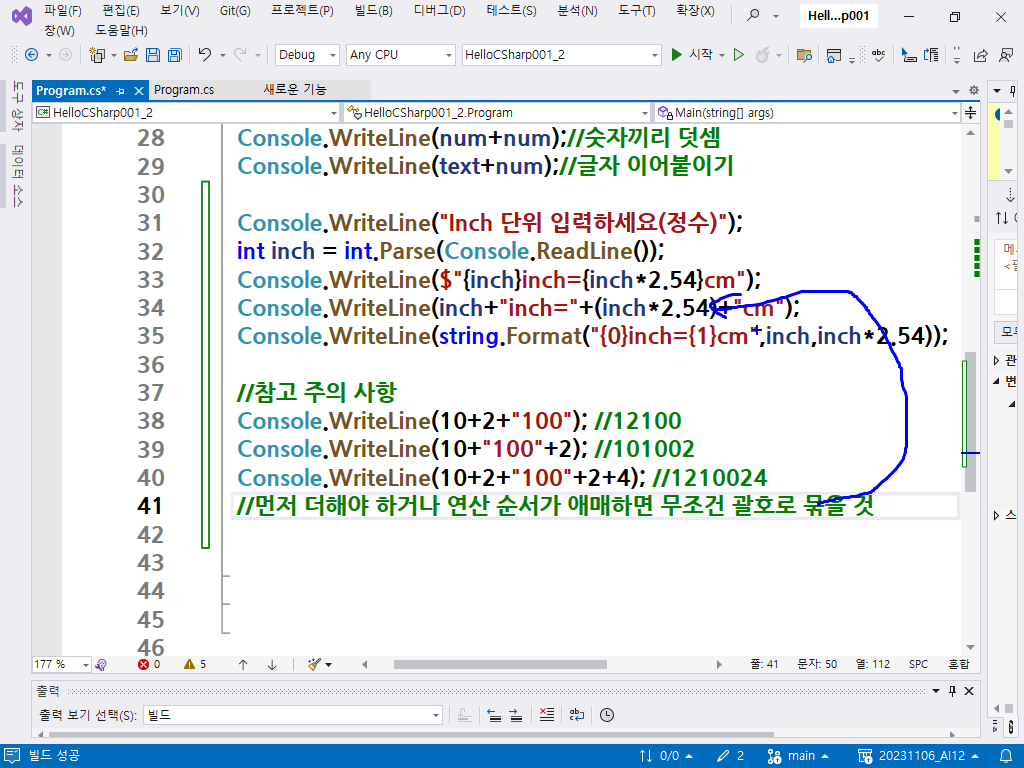 파일(F) 편집(E) 보기(V) Git(G) 프로젝트(P) 빌드(B) 디버그(D) 테스트(S) 분석(N) 도구(T) 확장(X) Hell...p001
창(W) 도움말(H)
Debug Any CPU HelloCSharp001_2 시작
도구 상자
데이터 소스
Program.cs* Program.cs 새로운 기능
HelloCSharp001_2 HelloCSharp001_2.Program Main(string[] args)
28 Console.WriteLine(num+num);//숫자끼리 덧셈
29 Console.WriteLine(text+num);//글자 이어붙이기
30
31 Console.WriteLine("Inch 단위 입력하세요(정수)");
32 int inch = int.Parse(Console.ReadLine());
33 Console.WriteLine($"{inch}inch={inch*2.54}cm");
34 Console.WriteLine(inch+"inch="+(inch*2.54)+"cm");
35 Console.WriteLine(string.Format("{0}inch={1}cm",inch,inch*2.54));
36
37 //참고 주의 사항
38 Console.WriteLine(10+2+"100"); //12100
39 Console.WriteLine(10+"100"+2); //101002
40 Console.WriteLine(10+2+"100"+2+4); //1210024
41 //먼저 더해야 하거나 연산 순서가 애매하면 무조건 괄호로 묶을 것
42
43
44
45
46
177 % 0 5 줄: 41 문자: 50 열: 112 SPC 혼합
출력
출력 보기 선택(S): 빌드
빌드 성공 0/0 2 main 20231106_AI12